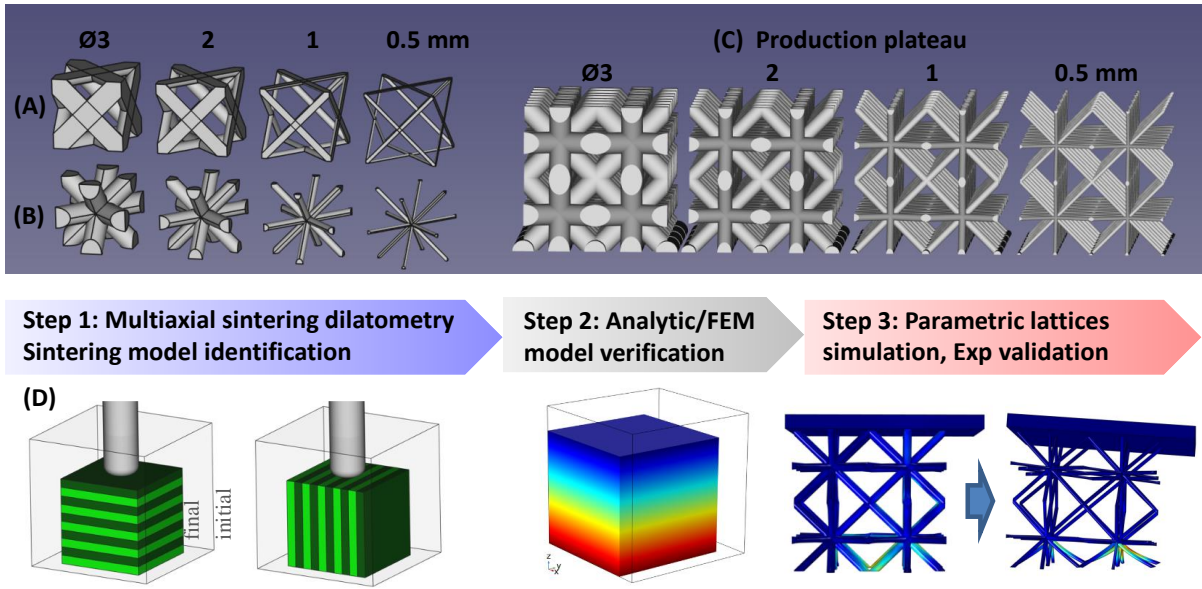 Ø3 2 1 0.5 mm
(A)
(B)
(C) Production plateau
Ø3 2 1 0.5 mm
Step 1: Multiaxial sintering dilatometry
Sintering model identification
Step 2: Analytic/FEM
model verification
Step 3: Parametric lattices
simulation, Exp validation
(D)
final
initial
z
y
x